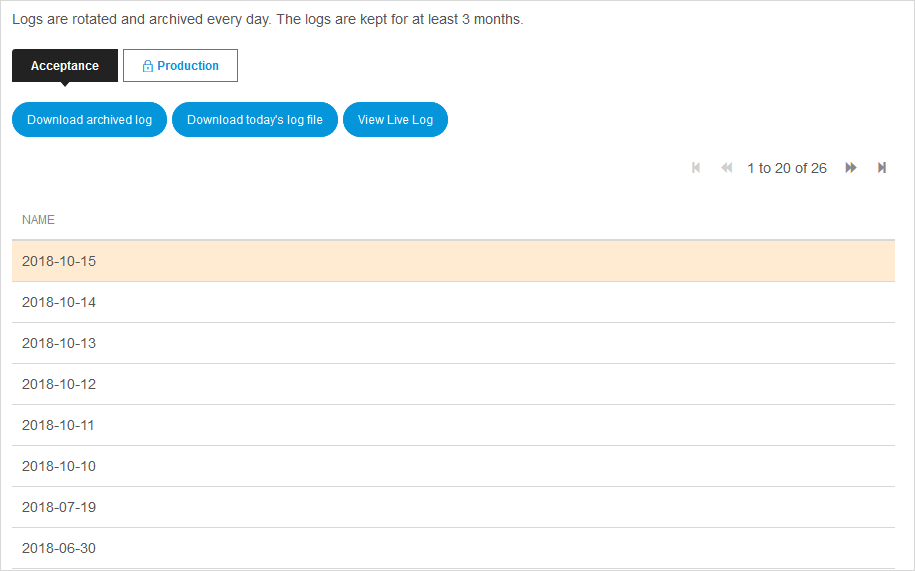 Logs are rotated and archived every day. The logs are kept for at least 3 months.
Acceptance Production
Download archived log Download today's log file View Live Log
1 to 20 of 26
NAME
2018-10-15
2018-10-14
2018-10-13
2018-10-12
2018-10-11
2018-10-10
2018-07-19
2018-06-30